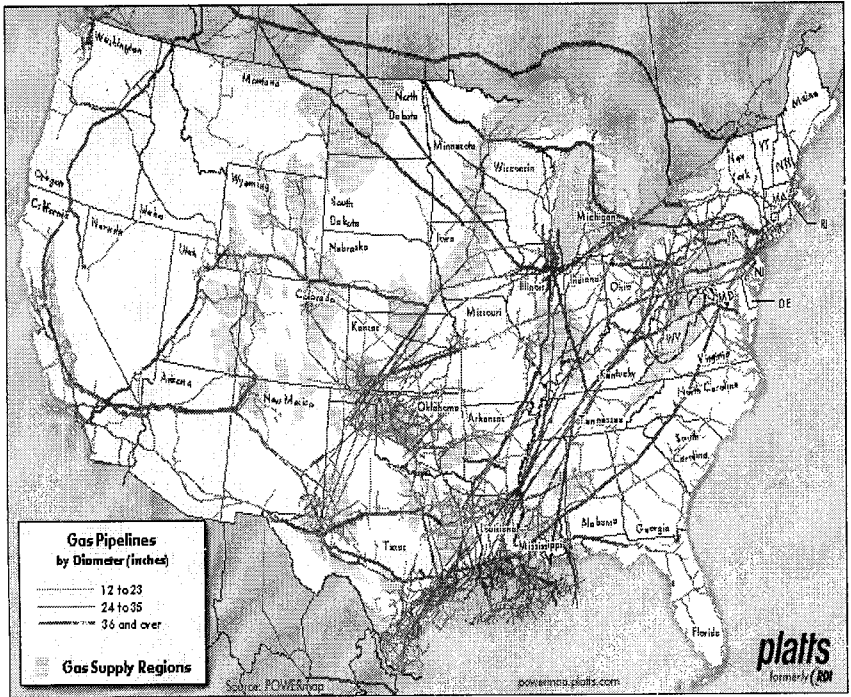 Washington
Montana
North
Dakota
Minnesota
Wisconsin
Michigan
Maine
VT
NH
New
York
MA
RI
Oregon
Idaho
Wyoming
South
Dakota
Nebraska
Iowa
California
Nevada
Utah
Colorado
Kansas
Missouri
Illinois
Indiana
Ohio
PA
NJ
MD
DE
WV
Virginia
Kentucky
North Carolina
Tennessee
South
Carolina
Arizona
New Mexico
Oklahoma
Arkansas
Texas
Louisiana
Mississippi
Alabama
Georgia
Florida
Gas Pipelines
by Diameter (inches)
12 to 23
24 to 35
36 and over
Gas Supply Regions
Source: POWERmap
powermap.platts.com
platts
formerly RDI